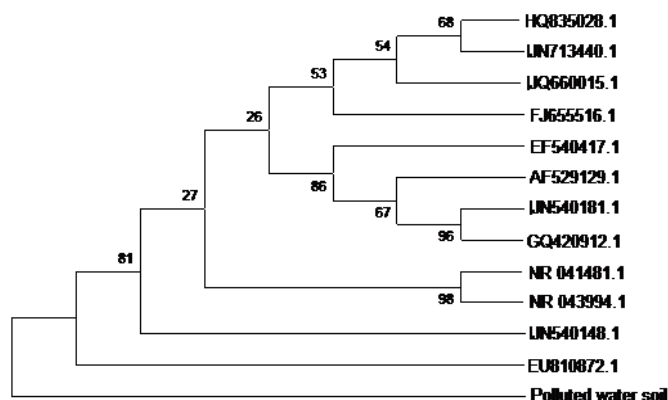 HQ835028.1
68
JN713440.1
54
JQ660015.1
53
FJ655516.1
26
EF540417.1
86
AF529129.1
67
JN540181.1
96
GQ420912.1
27
NR 041481.1
98
NR 043994.1
81
JN540148.1
EU810872.1
Polluted water soil